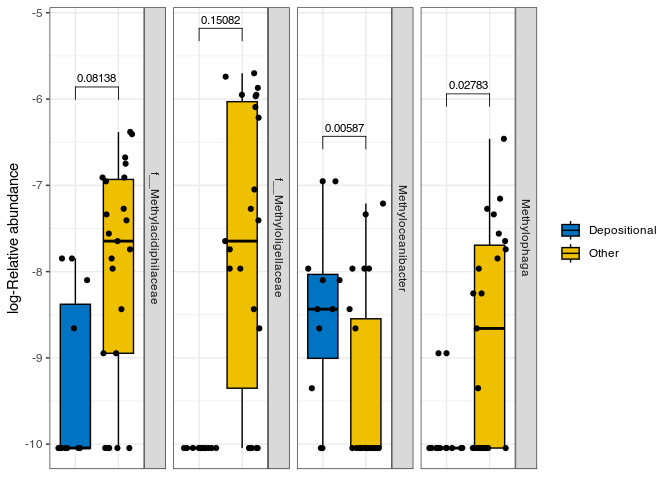 log-Relative abundance
-5
-6
-7
-8
-9
-10
0.08138
f__Methylacidiphilaceae
0.15082
f__Methyloligellaceae
0.00587
Methyloceanibacter
0.02783
Methylophaga
Depositional
Other